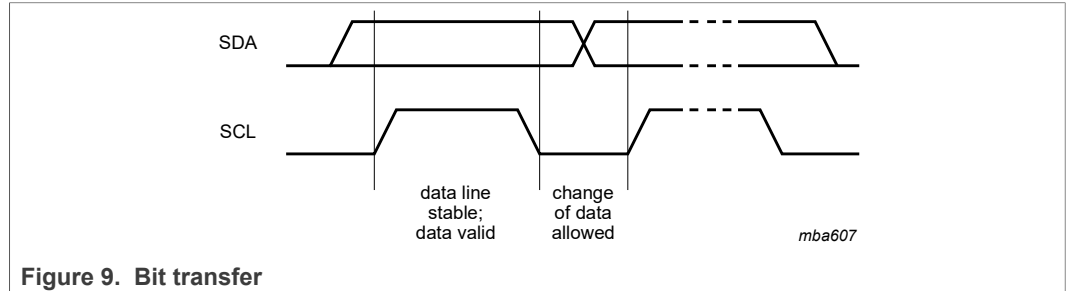 SDA
SCL
data line
stable;
data valid
change
of data
allowed
mba607
Figure 9. Bit transfer